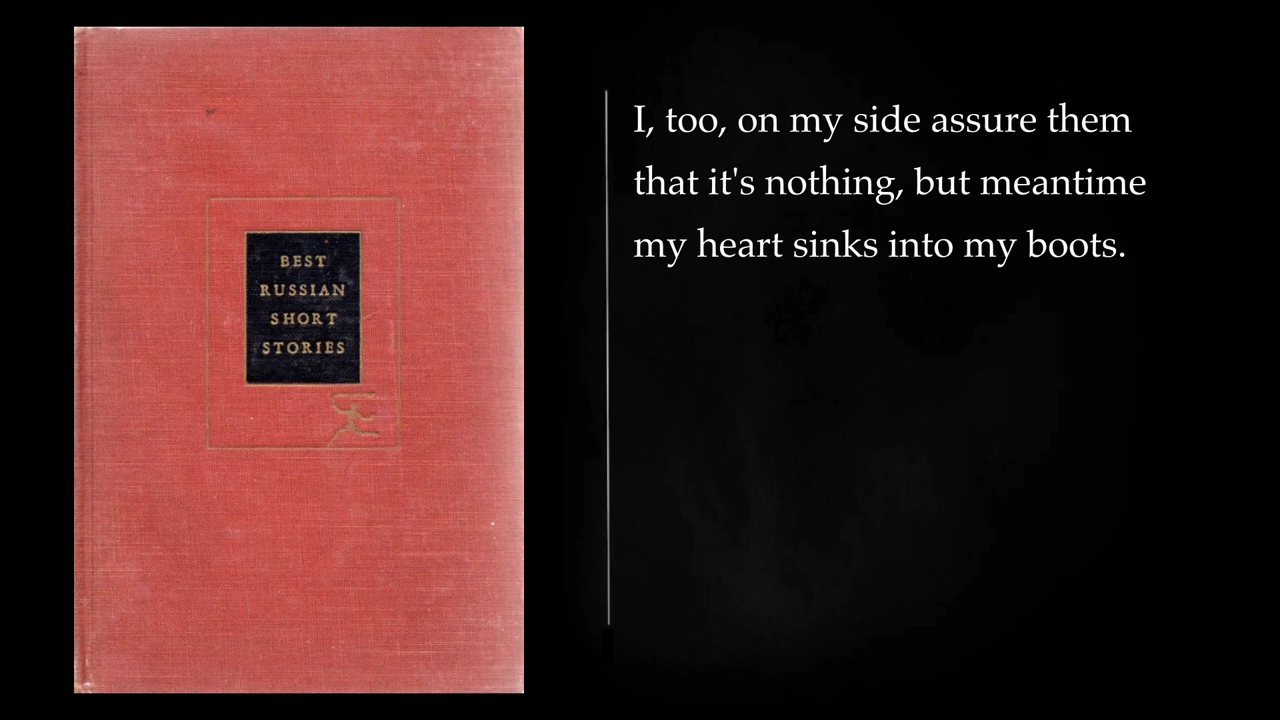 BEST
RUSSIAN
SHORT
STORIES
I, too, on my side assure them
that it's nothing, but meantime
my heart sinks into my boots.